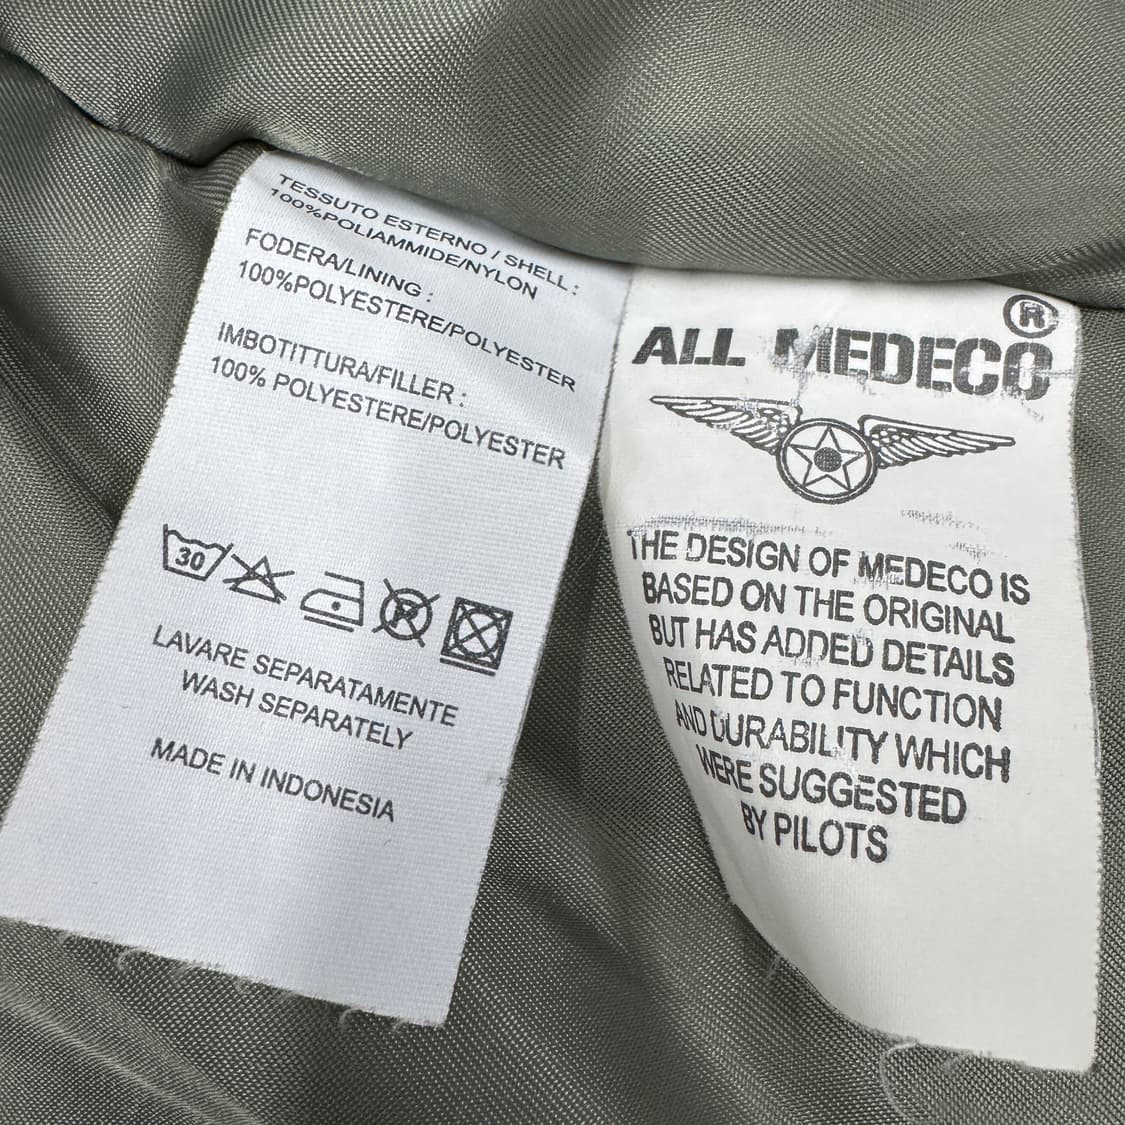 TESSUTO ESTERNO / SHELL :
100%POLIAMMIDE/NYLON
FODERA/LINING :
100%POLYESTERE/POLYESTER
IMBOTITTURA/FILLER :
100% POLYESTERE/POLYESTER
30
P
LAVARE SEPARATAMENTE
WASH SEPARATELY
MADE IN INDONESIA
ALL MEDECO ®
THE DESIGN OF MEDECO IS
BASED ON THE ORIGINAL
BUT HAS ADDED DETAILS
RELATED TO FUNCTION
AND DURABILITY WHICH
WERE SUGGESTED
BY PILOTS